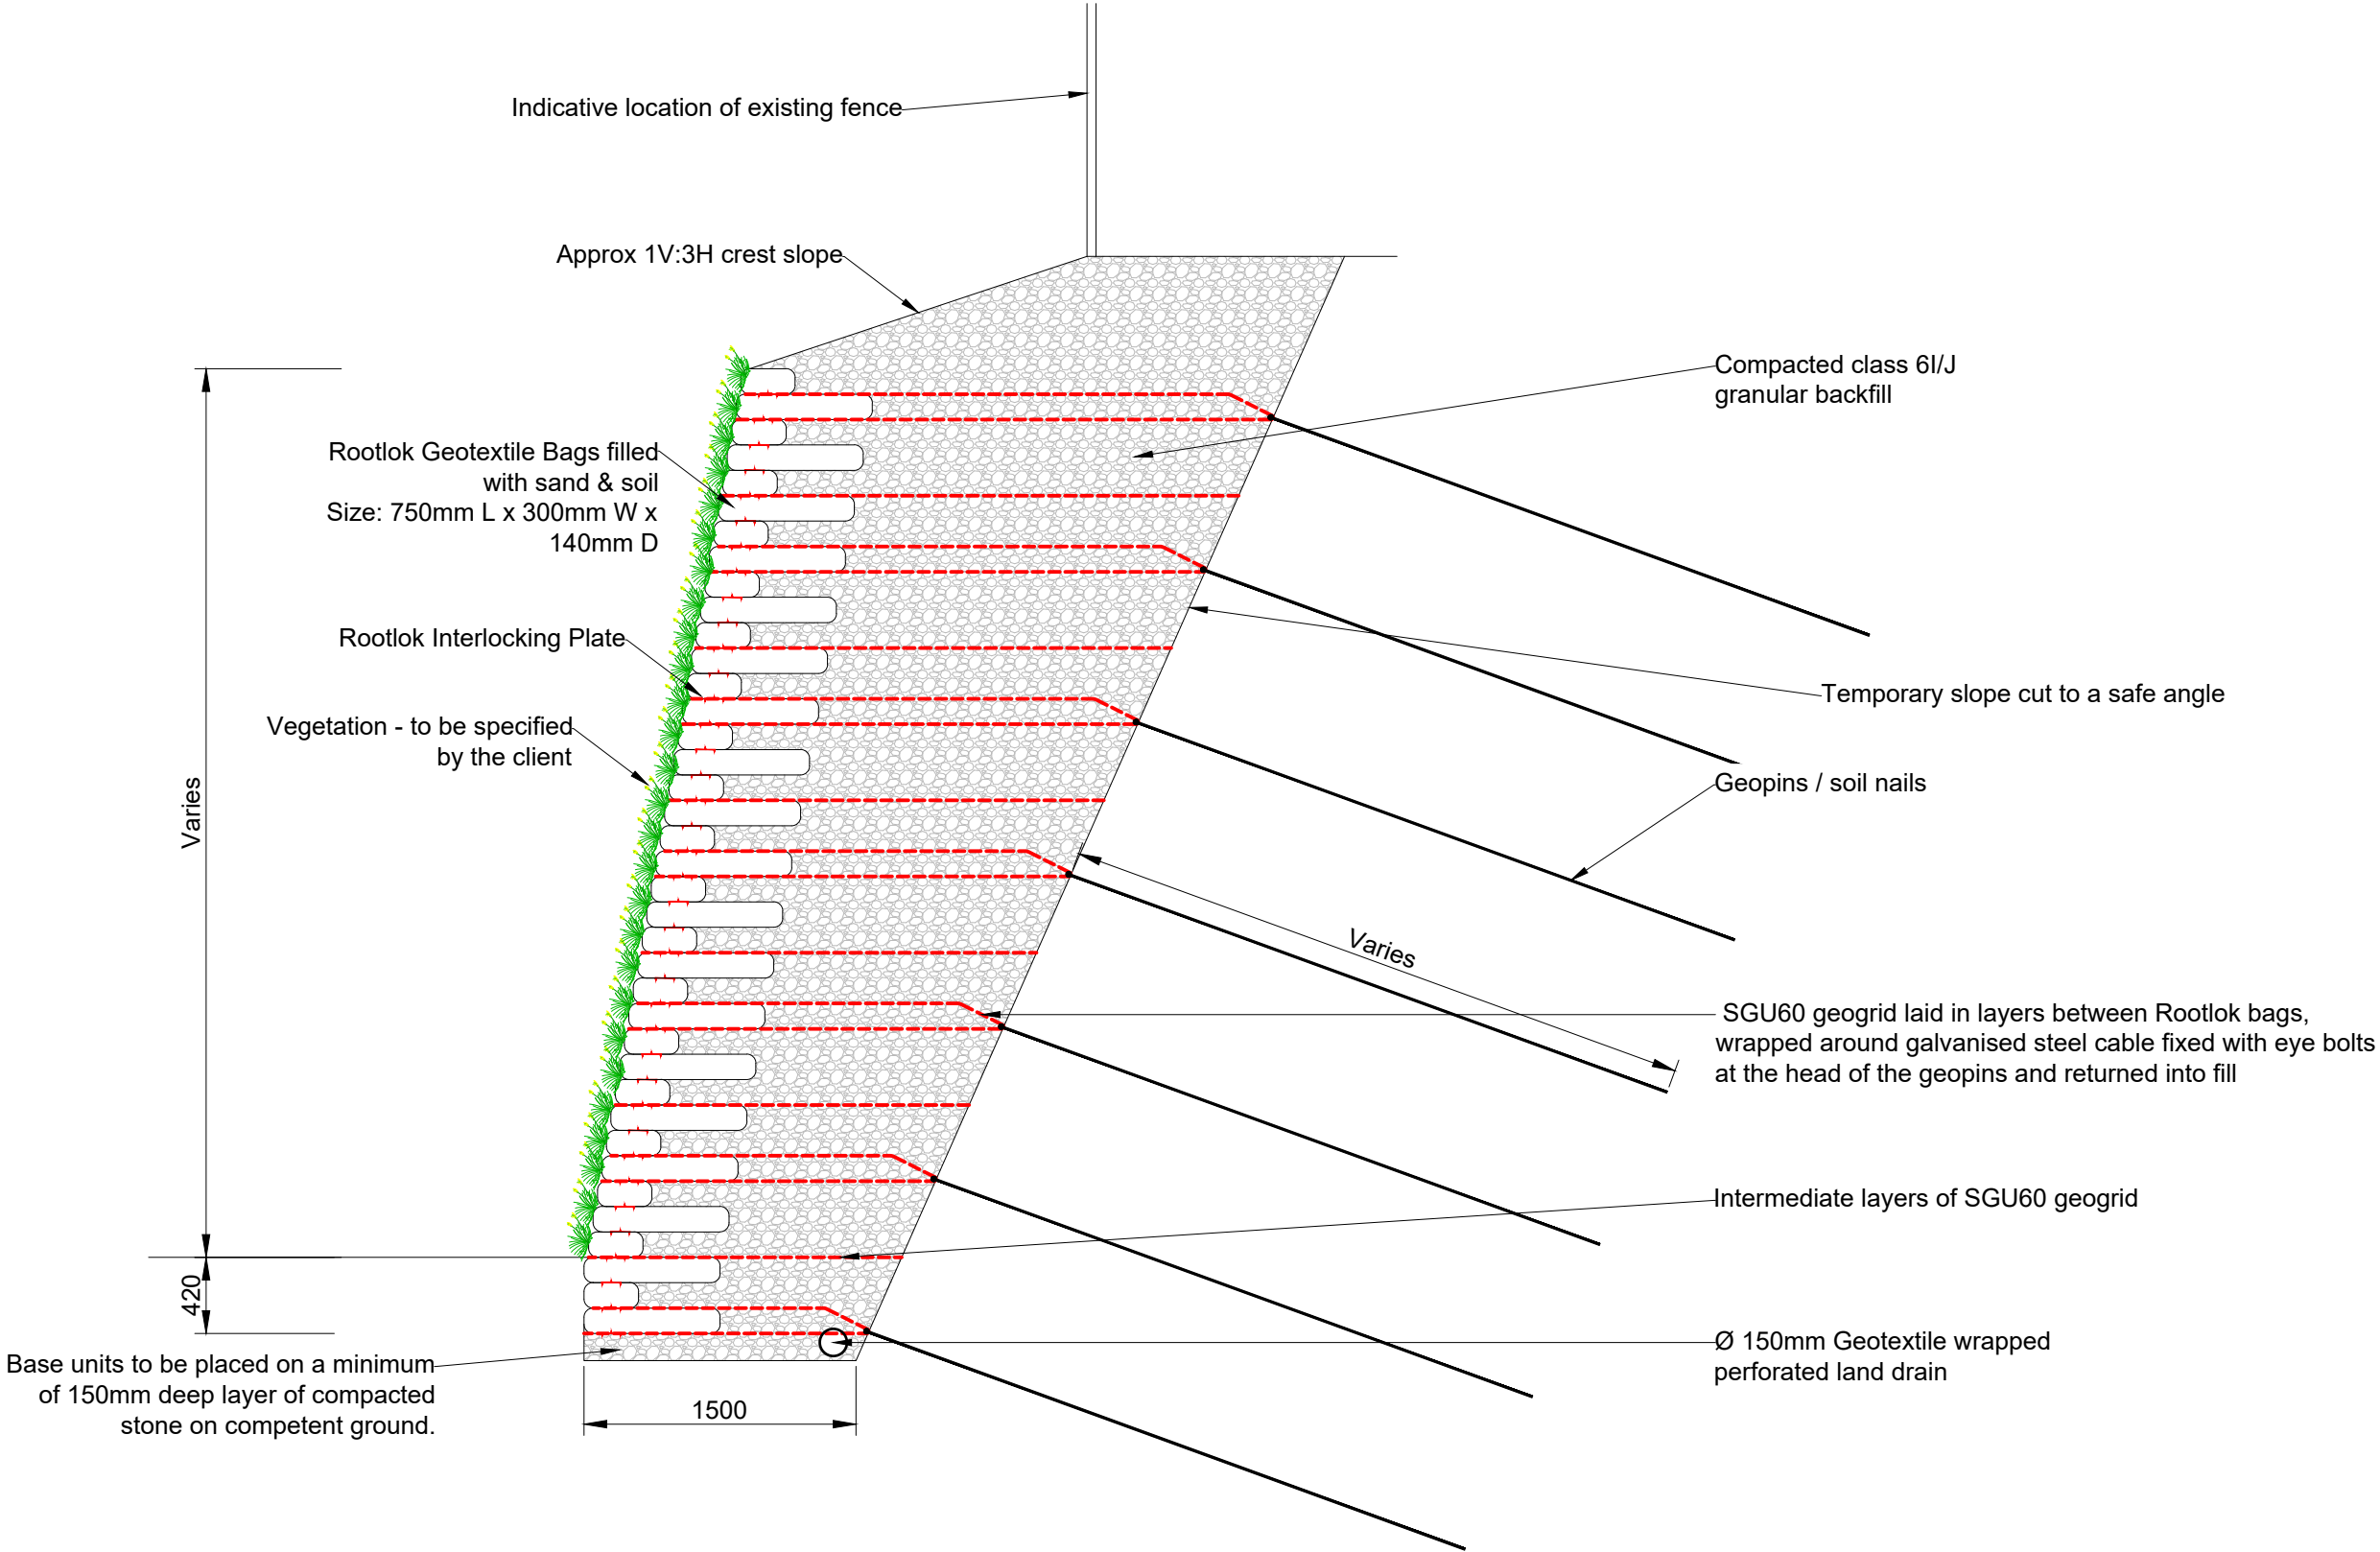 Indicative location of existing fence
Approx 1V:3H crest slope
Compacted class 6I/J
granular backfill
Rootlok Geotextile Bags filled
with sand & soil
Size: 750mm L x 300mm W x
140mm D
Rootlok Interlocking Plate
Temporary slope cut to a safe angle
Vegetation - to be specified
by the client
Geopins / soil nails
Varies
Varies
SGU60 geogrid laid in layers between Rootlok bags,
wrapped around galvanised steel cable fixed with eye bolts
at the head of the geopins and returned into fill
Intermediate layers of SGU60 geogrid
420
Ø 150mm Geotextile wrapped
perforated land drain
Base units to be placed on a minimum
of 150mm deep layer of compacted
stone on competent ground.
1500